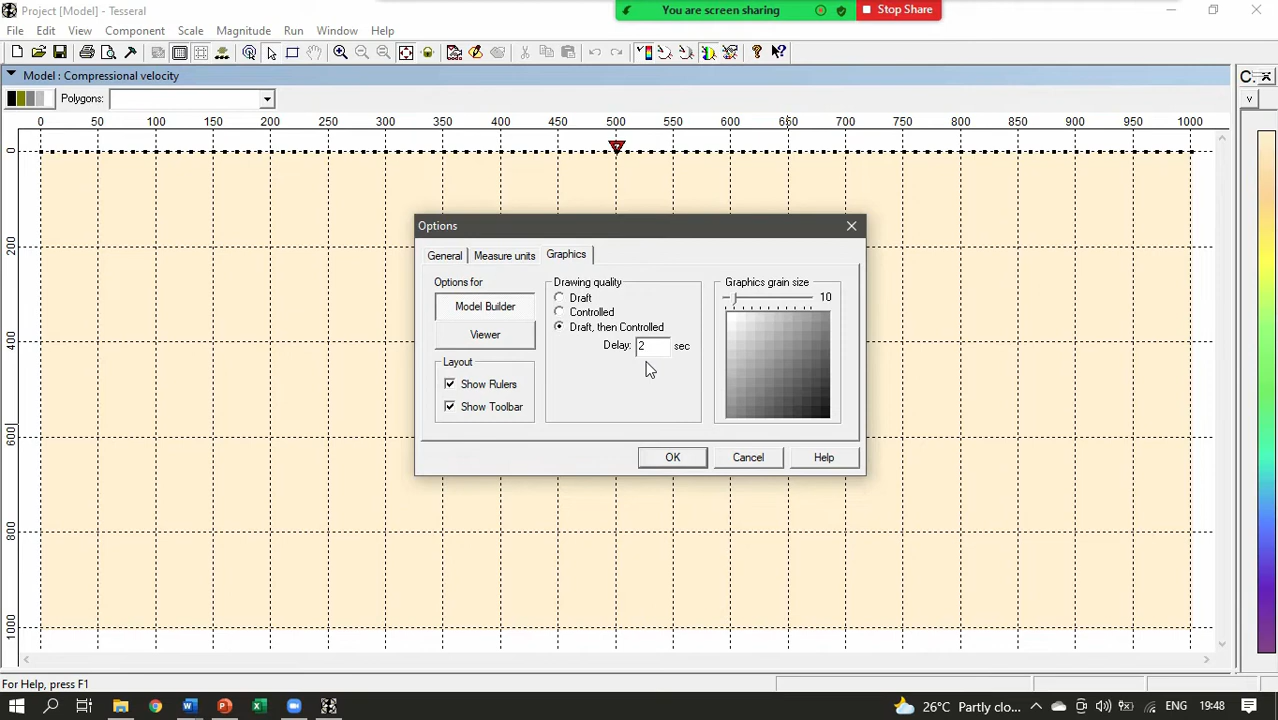 Project [Model] - Tesseral
You are screen sharing
Stop Share
File Edit View Component Scale Magnitude Run Window Help
Model : Compressional velocity
C:
Polygons:
v
0 50 100 150 200 250 300 350 400 450 500 550 600 650 700 750 800 850 900 950 1000
0
200
400
600
800
1000
Options
General Measure units Graphics
Options for
Model Builder
Viewer
Layout
Show Rulers
Show Toolbar
Drawing quality
Draft
Controlled
Draft, then Controlled
Delay: 2 sec
Graphics grain size
10
OK Cancel Help
For Help, press F1
26°C Partly clo...
ENG 19:48